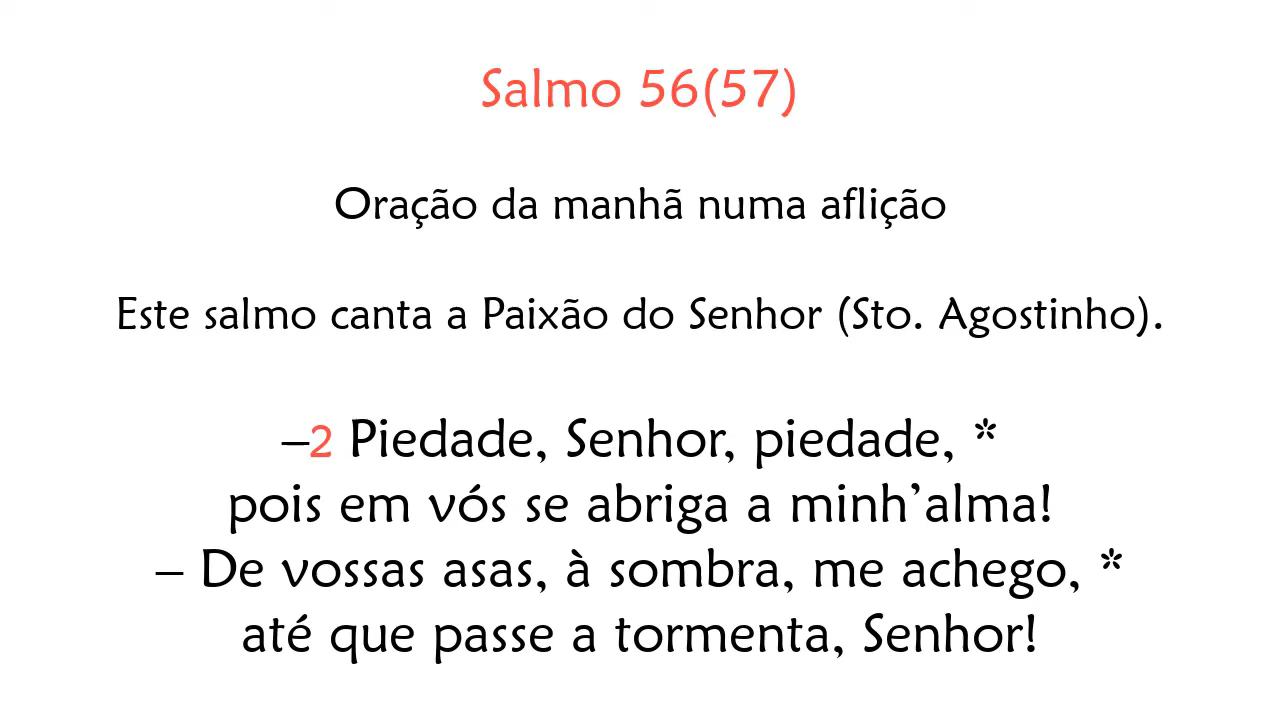 Salmo 56(57)
Oração da manhã numa aflição
Este salmo canta a Paixão do Senhor (Sto. Agostinho).
–2 Piedade, Senhor, piedade, *
pois em vós se abriga a minh’alma!
– De vossas asas, à sombra, me achego, *
até que passe a tormenta, Senhor!